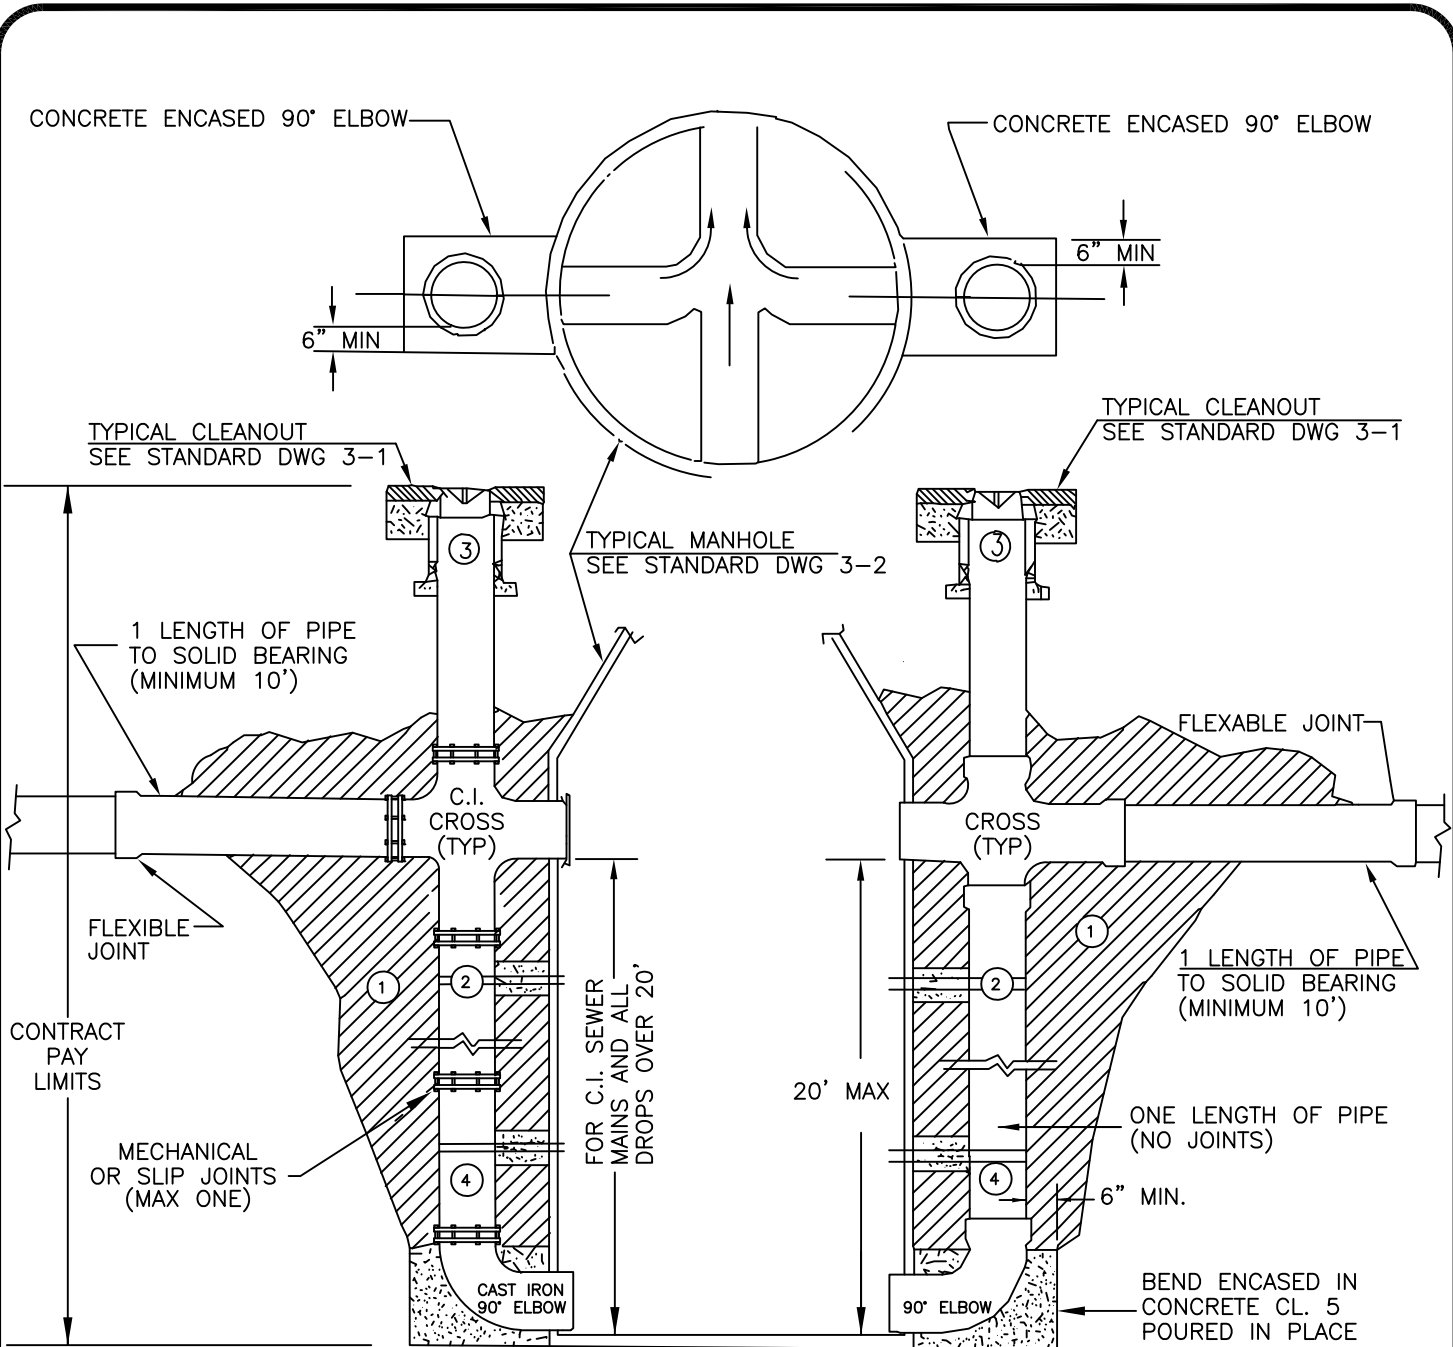 CONCRETE ENCASED 90° ELBOW
CONCRETE ENCASED 90° ELBOW
6" MIN
6" MIN
TYPICAL CLEANOUT
SEE STANDARD DWG 3-1
TYPICAL CLEANOUT
SEE STANDARD DWG 3-1
TYPICAL MANHOLE
SEE STANDARD DWG 3-2
3
3
1 LENGTH OF PIPE
TO SOLID BEARING
(MINIMUM 10')
FLEXABLE JOINT
C.I.
CROSS
(TYP)
CROSS
(TYP)
FLEXIBLE
JOINT
1
2
2
1
1 LENGTH OF PIPE
TO SOLID BEARING
(MINIMUM 10')
CONTRACT
PAY
LIMITS
FOR C.I. SEWER
MAINS AND ALL
DROPS OVER 20'
20' MAX
ONE LENGTH OF PIPE
(NO JOINTS)
MECHANICAL
OR SLIP JOINTS
(MAX ONE)
4
4
6" MIN.
CAST IRON
90° ELBOW
90° ELBOW
BEND ENCASED IN
CONCRETE CL. 5
POURED IN PLACE